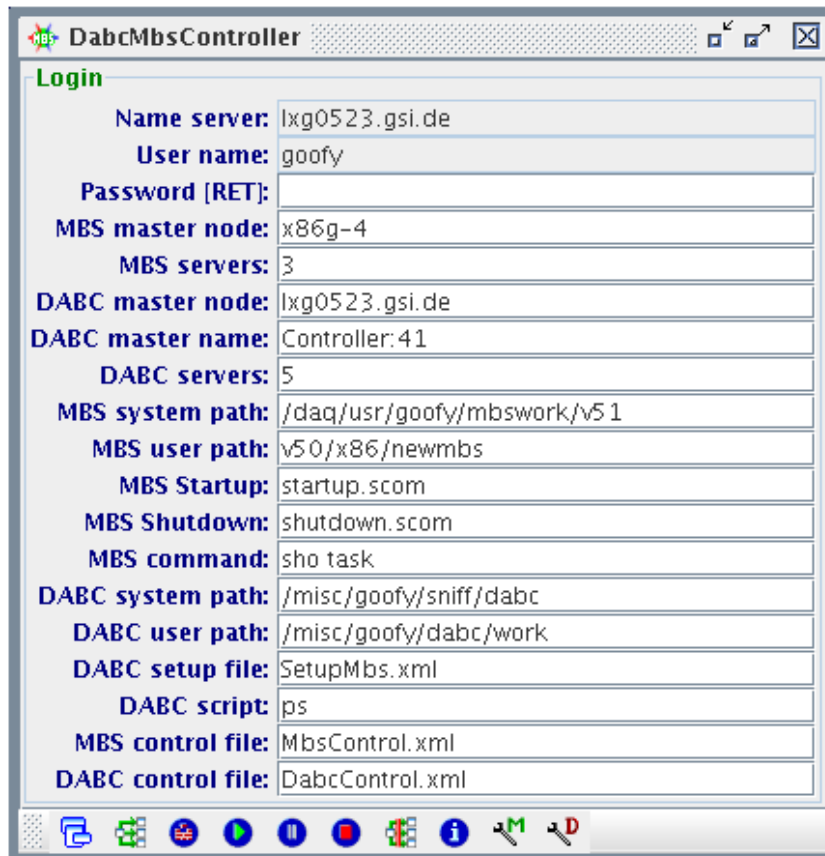 DabcMbsController
Login
Name server: lxg0523.gsi.de
User name: goofy
Password [RET]:
MBS master node: x86g-4
MBS servers: 3
DABC master node: lxg0523.gsi.de
DABC master name: Controller:41
DABC servers: 5
MBS system path: /daq/usr/goofy/mbswork/v51
MBS user path: v50/x86/newmbs
MBS Startup: startup.scom
MBS Shutdown: shutdown.scom
MBS command: sho task
DABC system path: /misc/goofy/sniff/dabc
DABC user path: /misc/goofy/dabc/work
DABC setup file: SetupMbs.xml
DABC script: ps
MBS control file: MbsControl.xml
DABC control file: DabcControl.xml
i M D